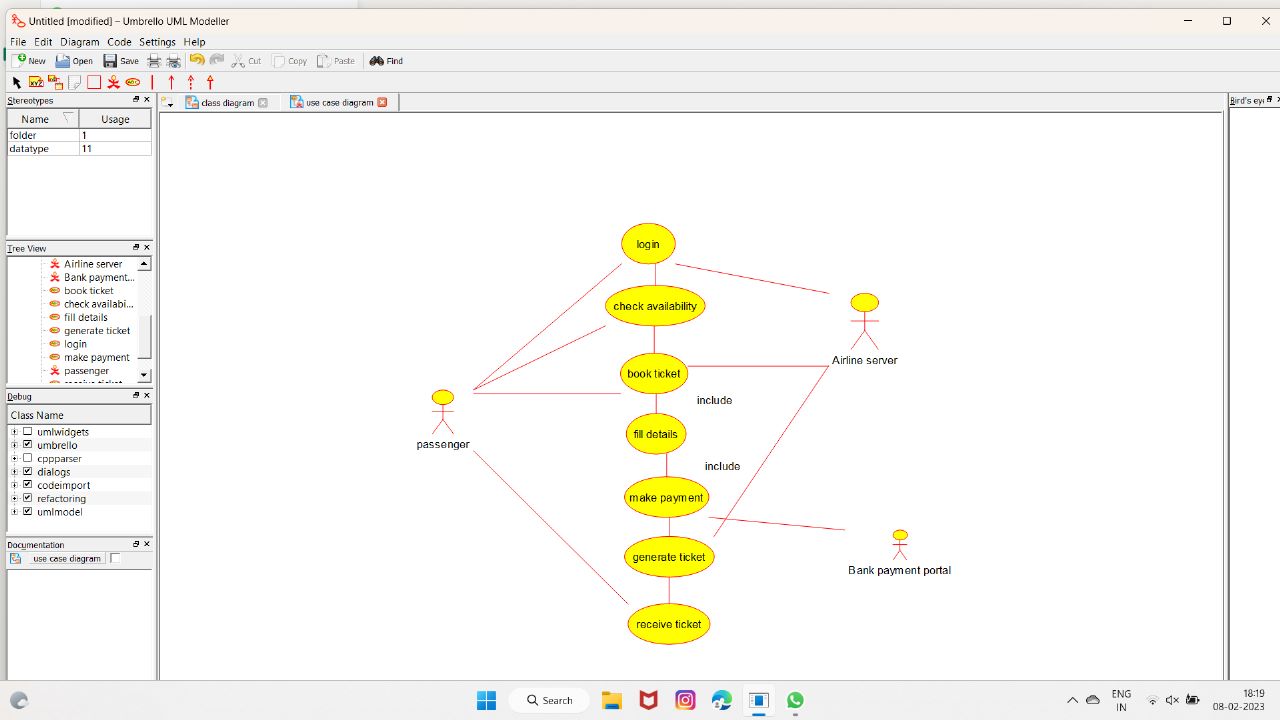 Untitled [modified] – Umbrello UML Modeller
File Edit Diagram Code Settings Help
New Open Save Cut Copy Paste Find
Stereotypes
class diagram use case diagram
Bird's eye
Name Usage
folder 1
datatype 11
Tree View
Airline server
Bank payment...
book ticket
check availabi...
fill details
generate ticket
login
make payment
passenger
receive ticket
Debug
Class Name
umlwidgets
umbrello
cppparser
dialogs
codeimport
refactoring
umlmodel
Documentation
use case diagram
login
check availability
Airline server
book ticket
include
passenger
fill details
include
make payment
generate ticket
Bank payment portal
receive ticket
Search
ENG
IN
18:19
08-02-2023